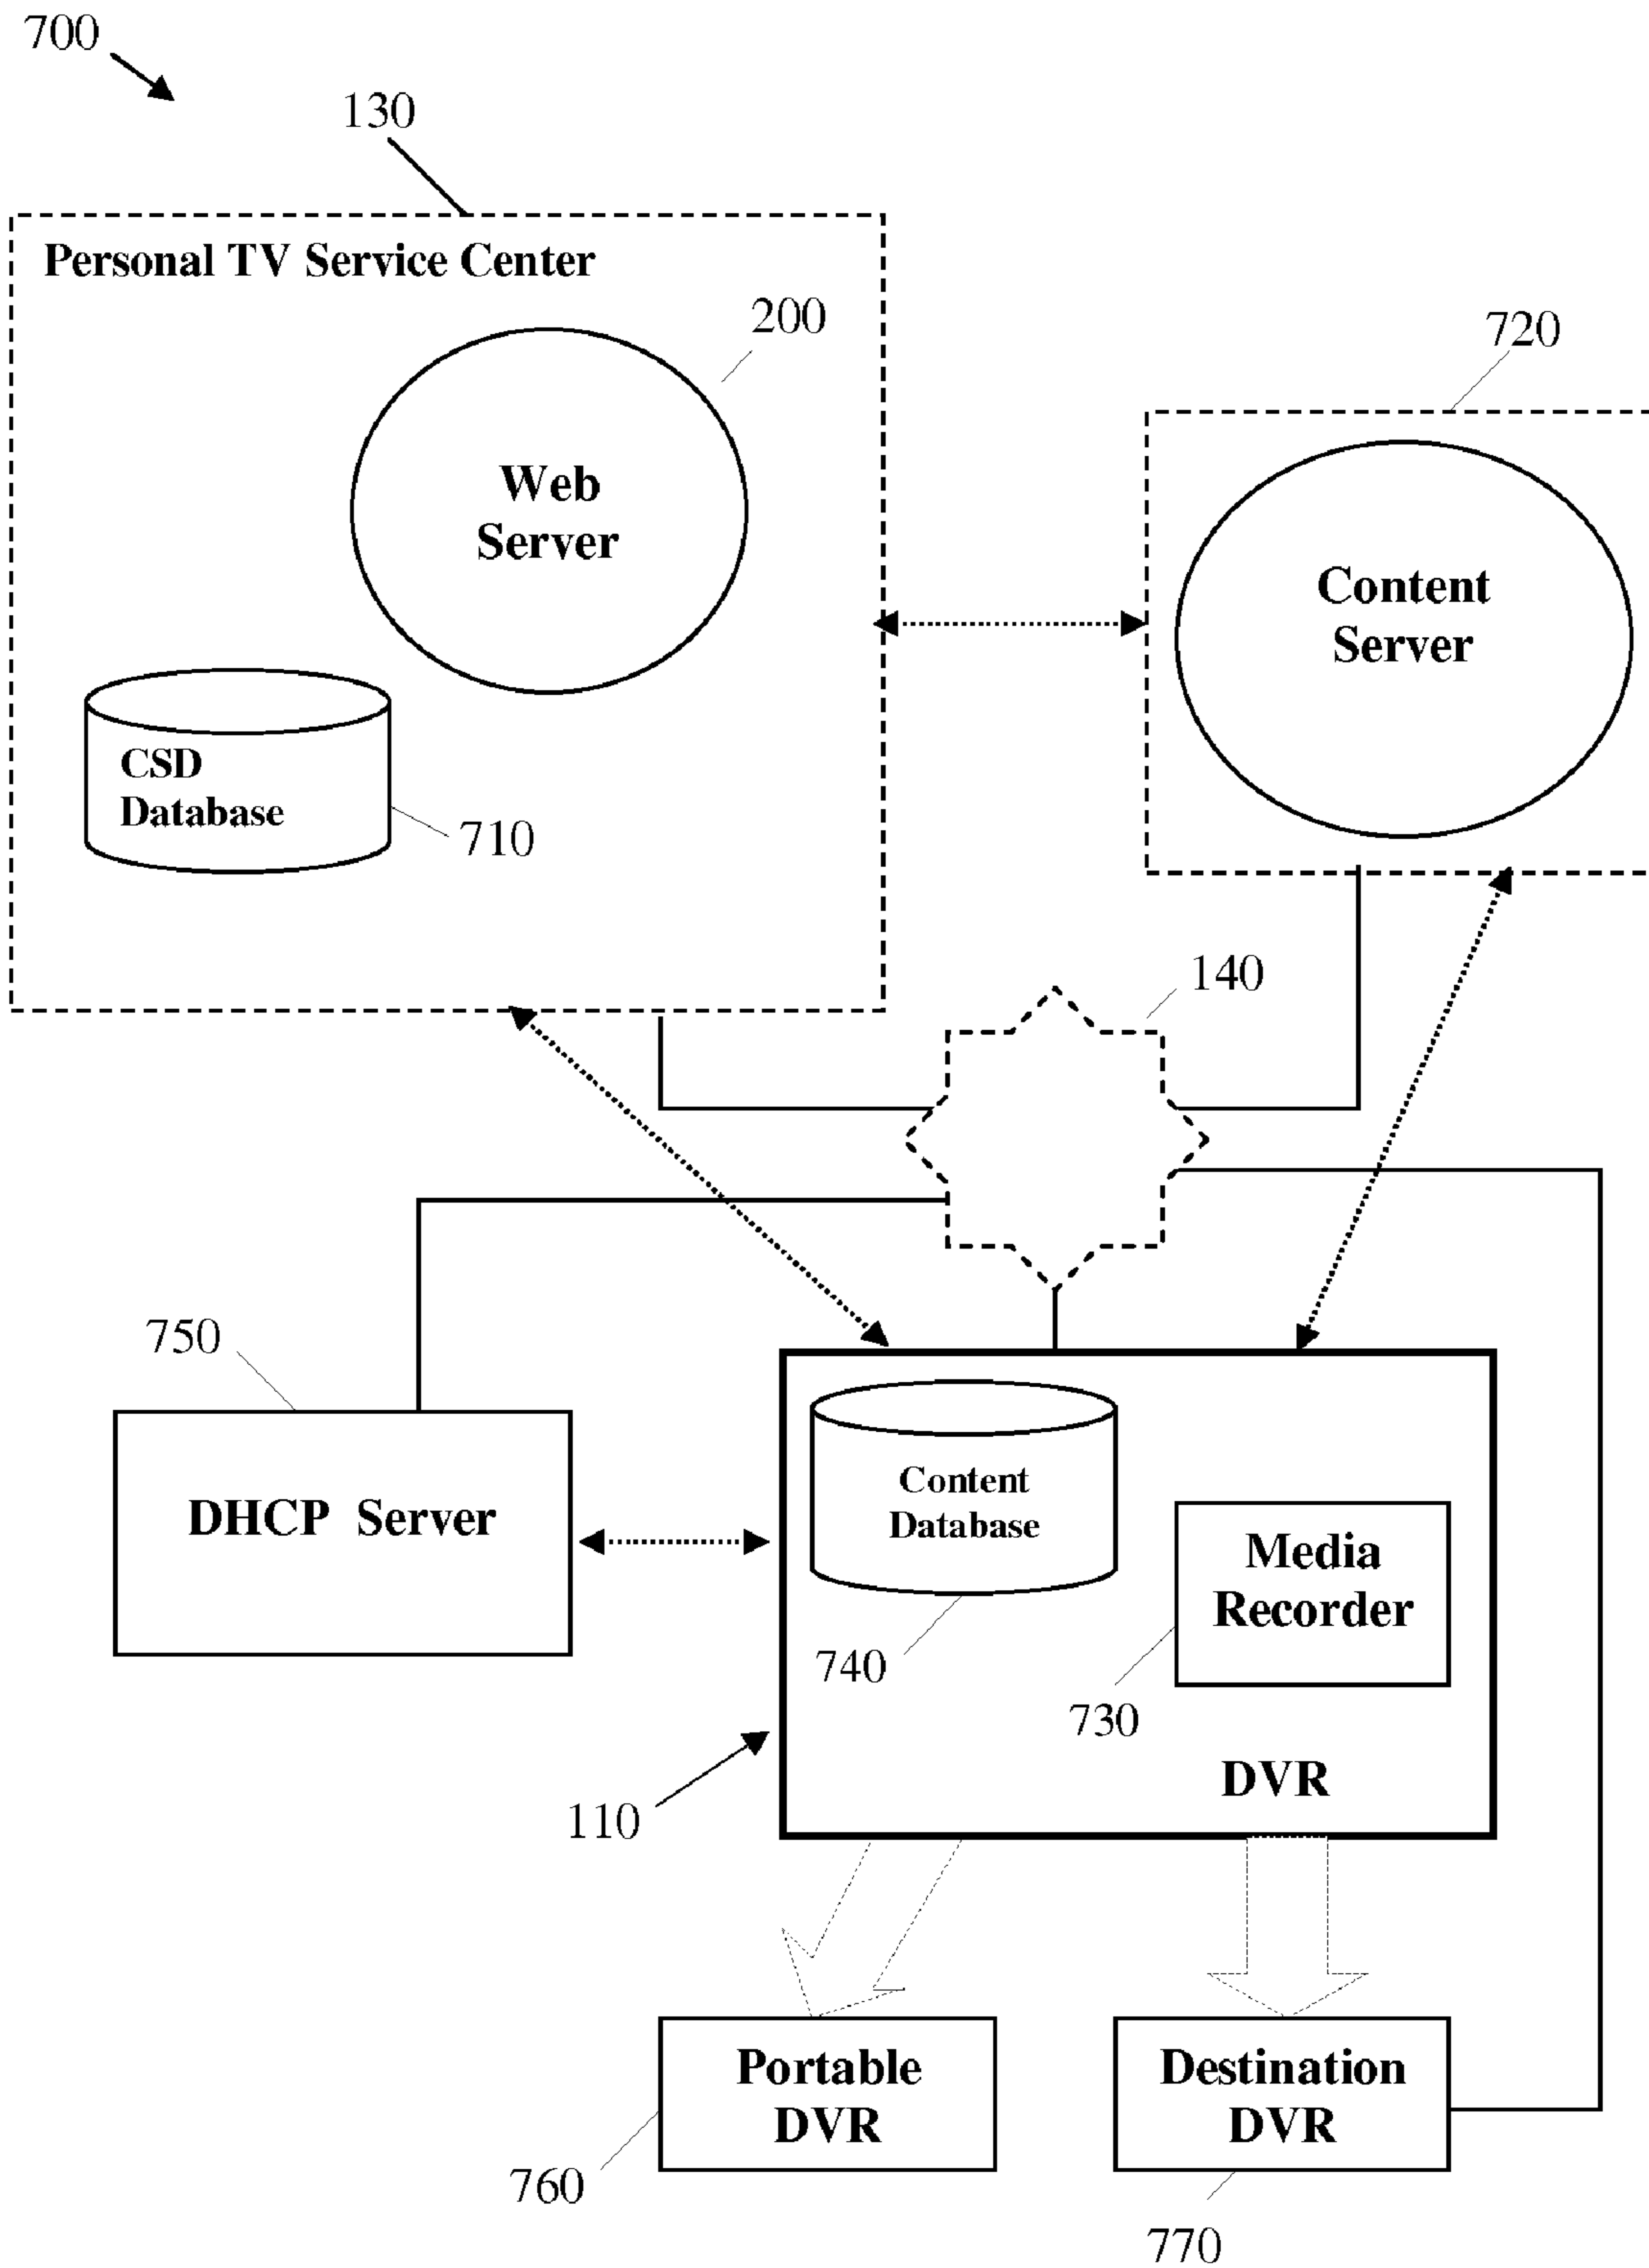 700
130
Personal TV Service Center
200
720
Web
Server
Content
Server
CSD
Database
710
140
750
DHCP Server
Content
Database
Media
Recorder
740
730
DVR
110
Portable
DVR
Destination
DVR
760
770